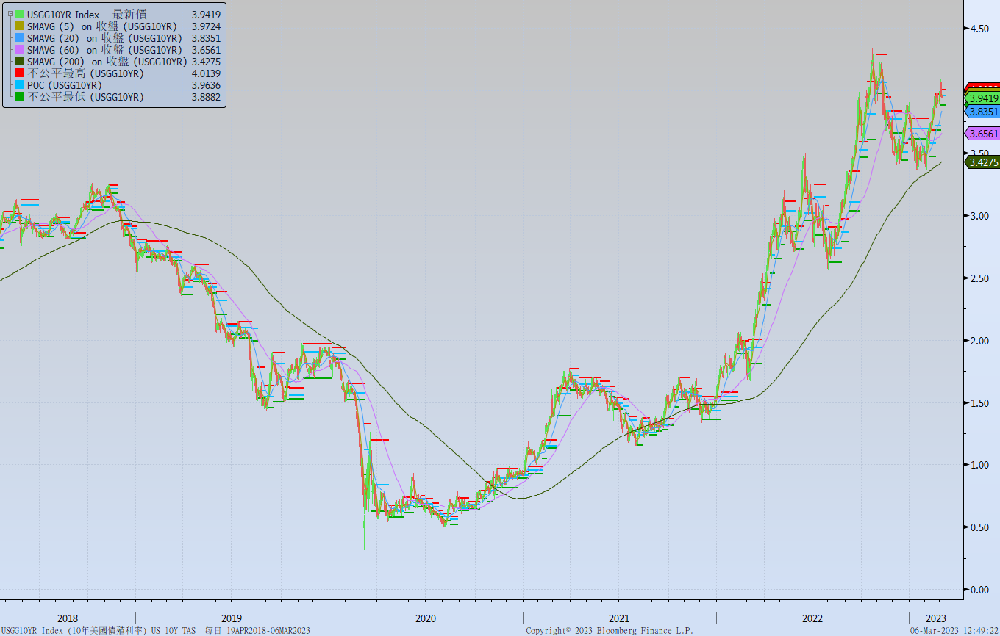 USGG10YR Index - 最新價 3.9419
SMAVG (5) on 收盤 (USGG10YR) 3.9724
SMAVG (20) on 收盤 (USGG10YR) 3.8351
SMAVG (60) on 收盤 (USGG10YR) 3.6561
SMAVG (200) on 收盤 (USGG10YR) 3.4275
不公平最高 (USGG10YR) 4.0139
POC (USGG10YR) 3.9636
不公平最低 (USGG10YR) 3.8882
4.50
3.9419
3.8351
3.6561
3.50
3.4275
3.00
2.50
2.00
1.50
1.00
0.50
0.00
2018 2019 2020 2021 2022 2023
USGG10YR Index (10年美國債殖利率) US 10Y TAS 每日 19APR2018-06MAR2023 Copyright© 2023 Bloomberg Finance L.P. 06-Mar-2023 12:49:22